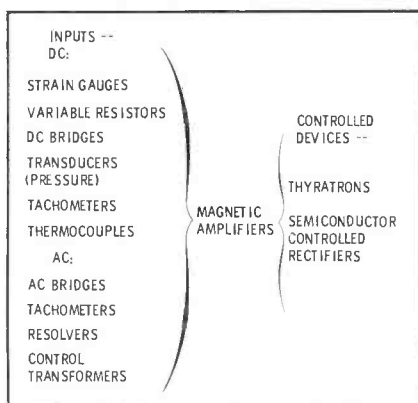 INPUTS --
DC:
STRAIN GAUGES
VARIABLE RESISTORS
DC BRIDGES
TRANSDUCERS
(PRESSURE)
TACHOMETERS
THERMOCOUPLES
AC:
AC BRIDGES
TACHOMETERS
RESOLVERS
CONTROL
TRANSFORMERS
MAGNETIC
AMPLIFIERS
CONTROLLED
DEVICES --
THYRATRONS
SEMICONDUCTOR
CONTROLLED
RECTIFIERS